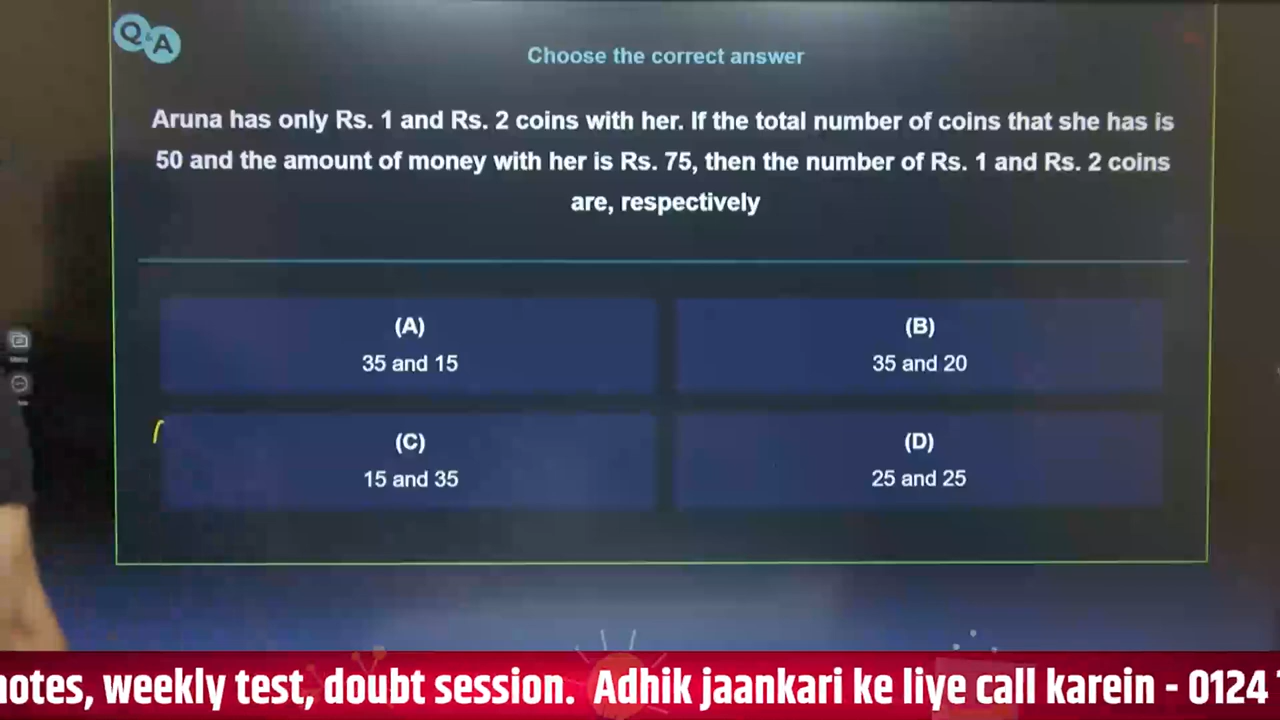 Q&A
Choose the correct answer
Aruna has only Rs. 1 and Rs. 2 coins with her. If the total number of coins that she has is
50 and the amount of money with her is Rs. 75, then the number of Rs. 1 and Rs. 2 coins
are, respectively
(A)
35 and 15
(B)
35 and 20
(C)
15 and 35
(D)
25 and 25
notes, weekly test, doubt session. Adhik jaankari ke liye call karein - 0124